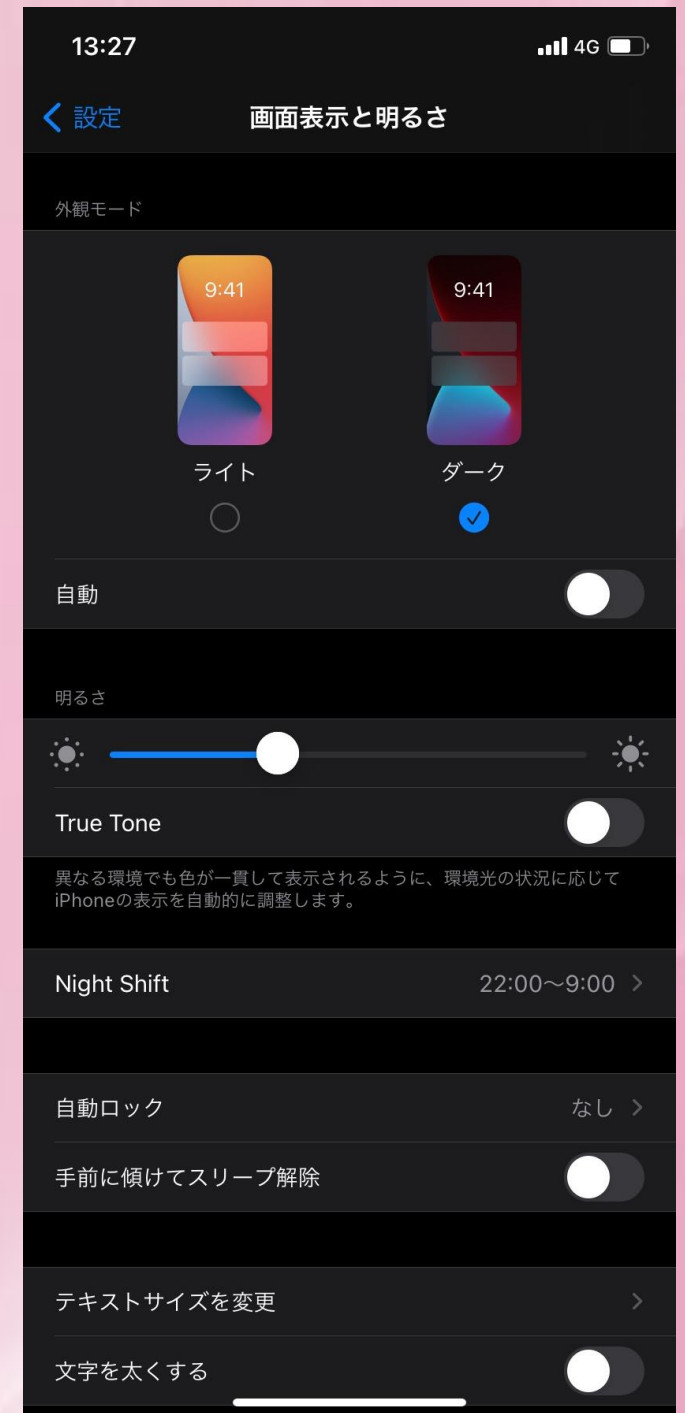 13:27
4G
設定
画面表示と明るさ
外観モード
9:41
9:41
ライト
ダーク
自動
明るさ
True Tone
異なる環境でも色が一貫して表示されるように、環境光の状況に応じて
iPhoneの表示を自動的に調整します。
Night Shift
22:00〜9:00
自動ロック
なし
手前に傾けてスリープ解除
テキストサイズを変更
文字を太くする